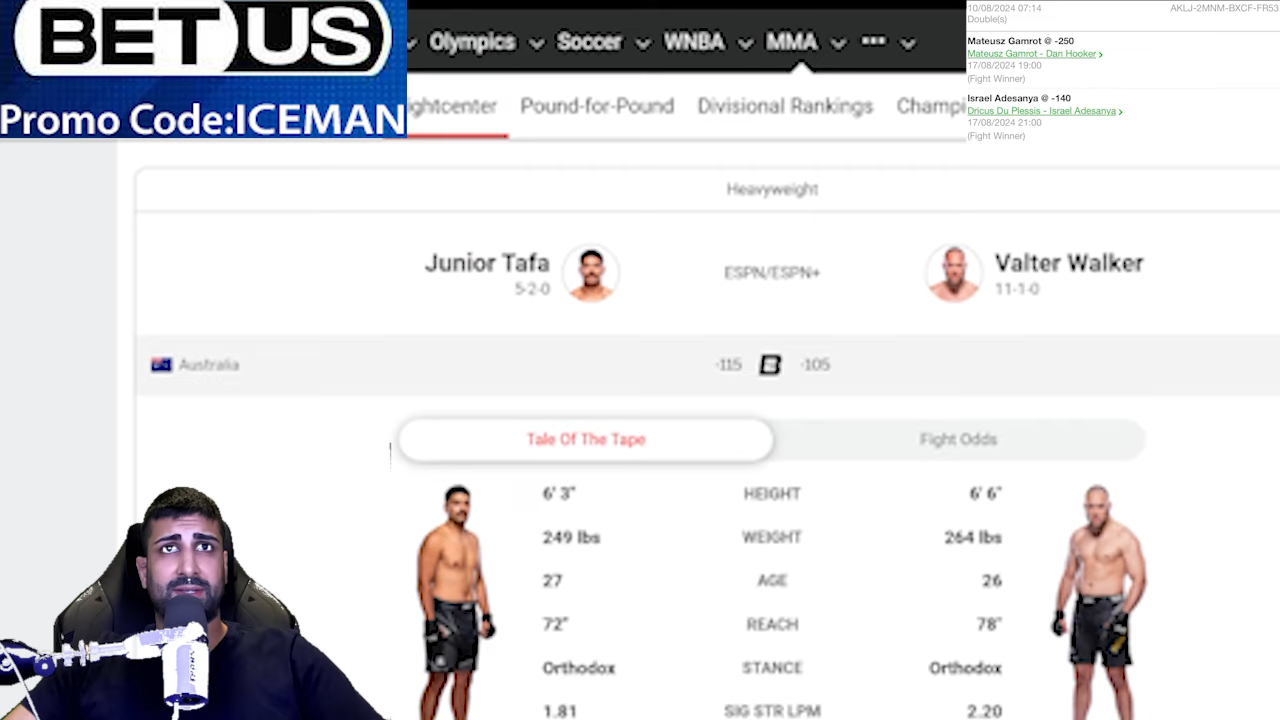 BET US
Promo Code:ICEMAN
Olympics Soccer WNBA MMA
ghtcenter Pound-for-Pound Divisional Rankings Champi
10/08/2024 07:14 AKLJ-2MNM-BXCF-FR53
Double(s)
Mateusz Gamrot @ -250
Mateusz Gamrot - Dan Hooker
17/08/2024 19:00
(Fight Winner)
Israel Adesanya @ -140
Dricus Du Plessis - Israel Adesanya
17/08/2024 21:00
(Fight Winner)
Heavyweight
Junior Tafa ESPN/ESPN+ Valter Walker
5-2-0 11-1-0
Australia -115 B -105
Tale Of The Tape Fight Odds
6' 3" HEIGHT 6' 6"
249 lbs WEIGHT 264 lbs
27 AGE 26
72" REACH 78"
Orthodox STANCE Orthodox
1.81 SIG STR LPM 2.20